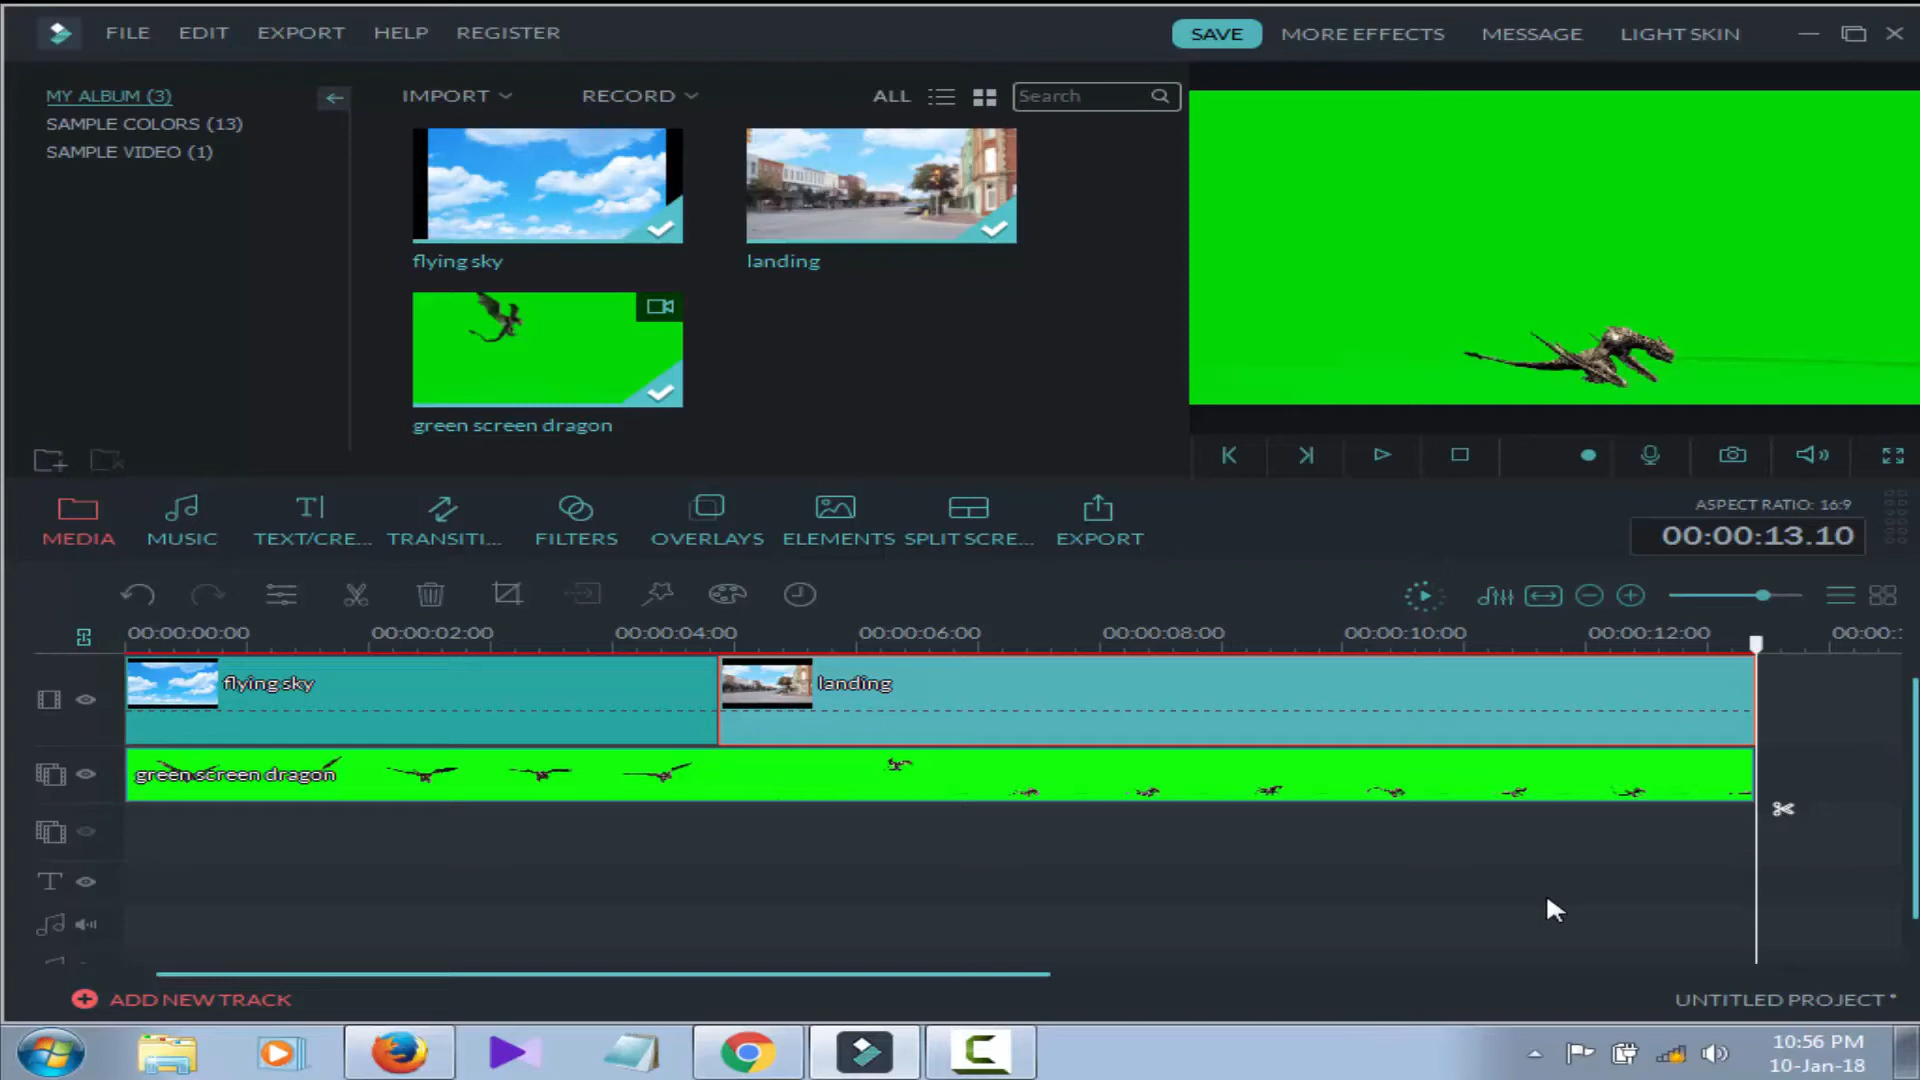 FILE EDIT EXPORT HELP REGISTER SAVE MORE EFFECTS MESSAGE LIGHT SKIN
MY ALBUM (3)
SAMPLE COLORS (13)
SAMPLE VIDEO (1)
IMPORT RECORD ALL Search
flying sky landing
green screen dragon
MEDIA MUSIC TEXT/CRE... TRANSITI... FILTERS OVERLAYS ELEMENTS SPLIT SCRE... EXPORT
ASPECT RATIO: 16:9
00:00:13.10
00:00:00:00 00:00:02:00 00:00:04:00 00:00:06:00 00:00:08:00 00:00:10:00 00:00:12:00 00:00:
flying sky landing
green screen dragon
ADD NEW TRACK UNTITLED PROJECT *
10:56 PM
10-Jan-18